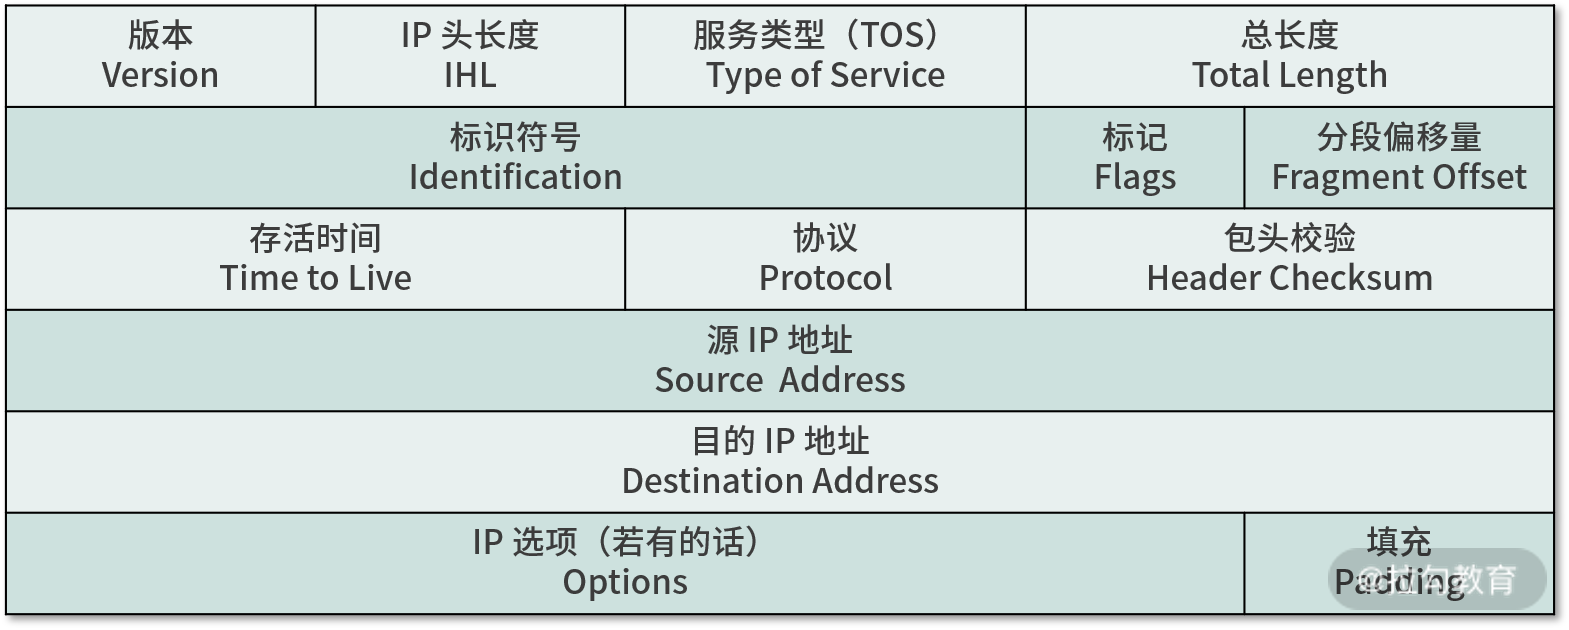 版本
Version
IP 头长度
IHL
服务类型（TOS）
Type of Service
总长度
Total Length
标识符号
Identification
标记
Flags
分段偏移量
Fragment Offset
存活时间
Time to Live
协议
Protocol
包头校验
Header Checksum
源 IP 地址
Source Address
目的 IP 地址
Destination Address
IP 选项（若有的话）
Options
填充
Padding
@拉勾教育